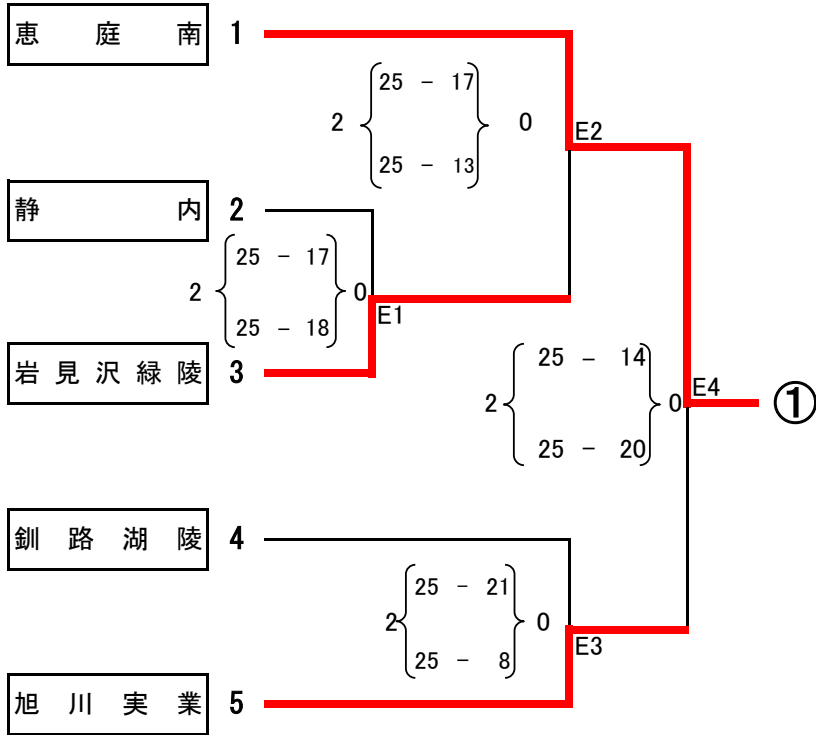 恵庭南 1
25 - 17
2 0
E2
25 - 13
静内 2
25 - 17
2 0
E1
25 - 18
岩見沢緑陵 3
25 - 14
2 0
E4
①
25 - 20
釧路湖陵 4
25 - 21
2 0
E3
25 - 8
旭川実業 5